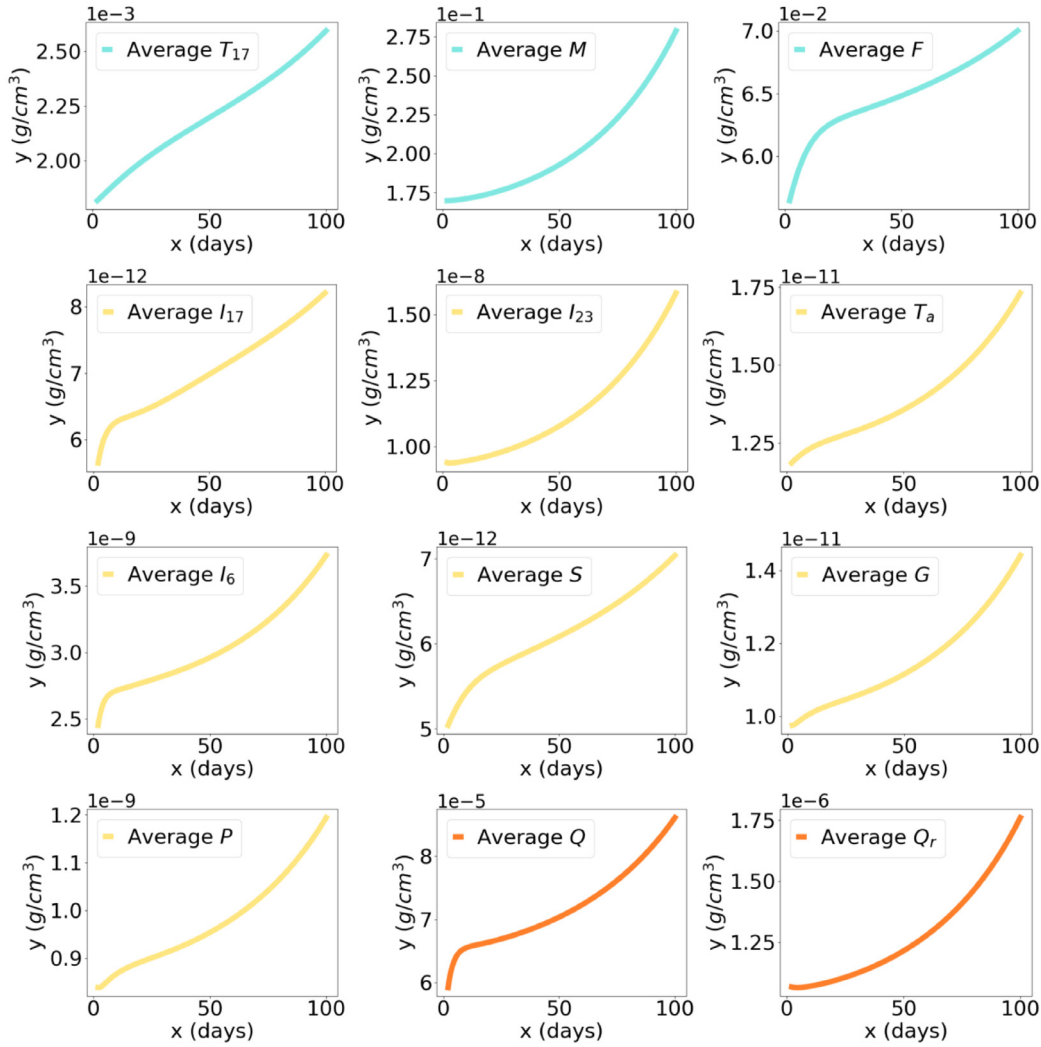 1e−3
Average T17
y (g/cm3)
2.50
2.25
2.00
0
50
100
x (days)
1e−1
Average M
y (g/cm3)
2.75
2.50
2.25
2.00
1.75
0
50
100
x (days)
1e−2
Average F
y (g/cm3)
7.0
6.5
6.0
0
50
100
x (days)
1e−12
Average I17
y (g/cm3)
8
7
6
0
50
100
x (days)
1e−8
Average I23
y (g/cm3)
1.50
1.25
1.00
0
50
100
x (days)
1e−11
Average Ta
y (g/cm3)
1.75
1.50
1.25
0
50
100
x (days)
1e−9
Average I6
y (g/cm3)
3.5
3.0
2.5
0
50
100
x (days)
1e−12
Average S
y (g/cm3)
7
6
5
0
50
100
x (days)
1e−11
Average G
y (g/cm3)
1.4
1.2
1.0
0
50
100
x (days)
1e−9
Average P
y (g/cm3)
1.2
1.1
1.0
0.9
0
50
100
x (days)
1e−5
Average Q
y (g/cm3)
8
7
6
0
50
100
x (days)
1e−6
Average Qr
y (g/cm3)
1.75
1.50
1.25
0
50
100
x (days)